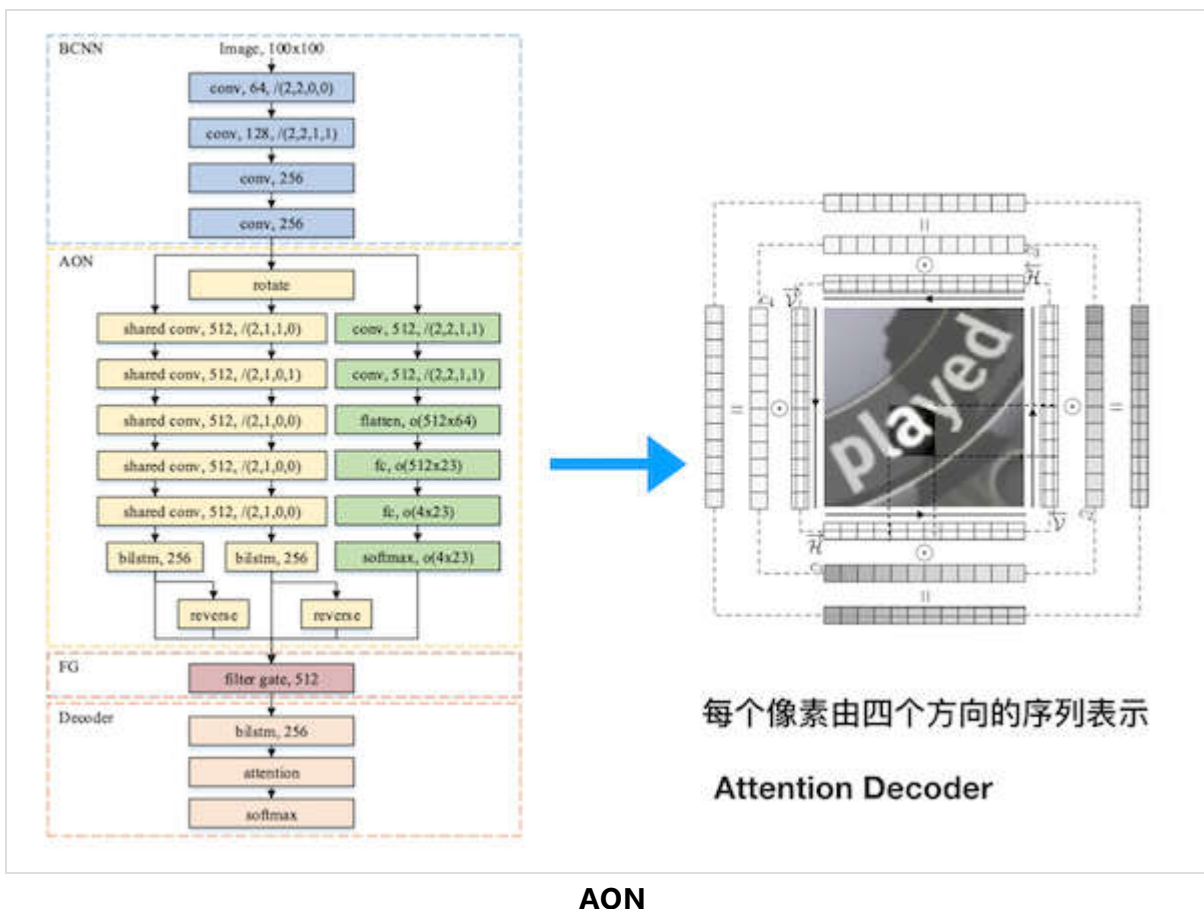 BCNN
Image, 100x100
conv, 64, /(2,2,0,0)
conv, 128, /(2,2,1,1)
conv, 256
conv, 256
AON
rotate
shared conv, 512, /(2,1,1,0)
conv, 512, /(2,2,1,1)
shared conv, 512, /(2,1,0,1)
conv, 512, /(2,2,1,1)
shared conv, 512, /(2,1,0,0)
flatten, o(512x64)
shared conv, 512, /(2,1,0,0)
fc, o(512x23)
shared conv, 512, /(2,1,0,0)
fc, o(4x23)
bilstm, 256
bilstm, 256
softmax, o(4x23)
reverse
reverse
FG
filter gate, 512
Decoder
bilstm, 256
attention
softmax
played
每个像素由四个方向的序列表示
Attention Decoder
AON